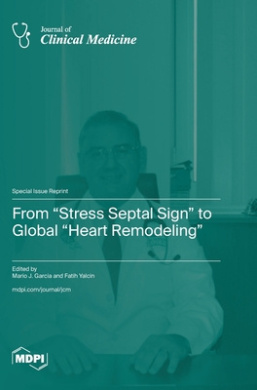 Journal of
Clinical Medicine
Special Issue Reprint
From “Stress Septal Sign” to
Global “Heart Remodeling”
Edited by
Mario J. Garcia and Fatih Yalcin
mdpi.com/journal/jcm
MDPI